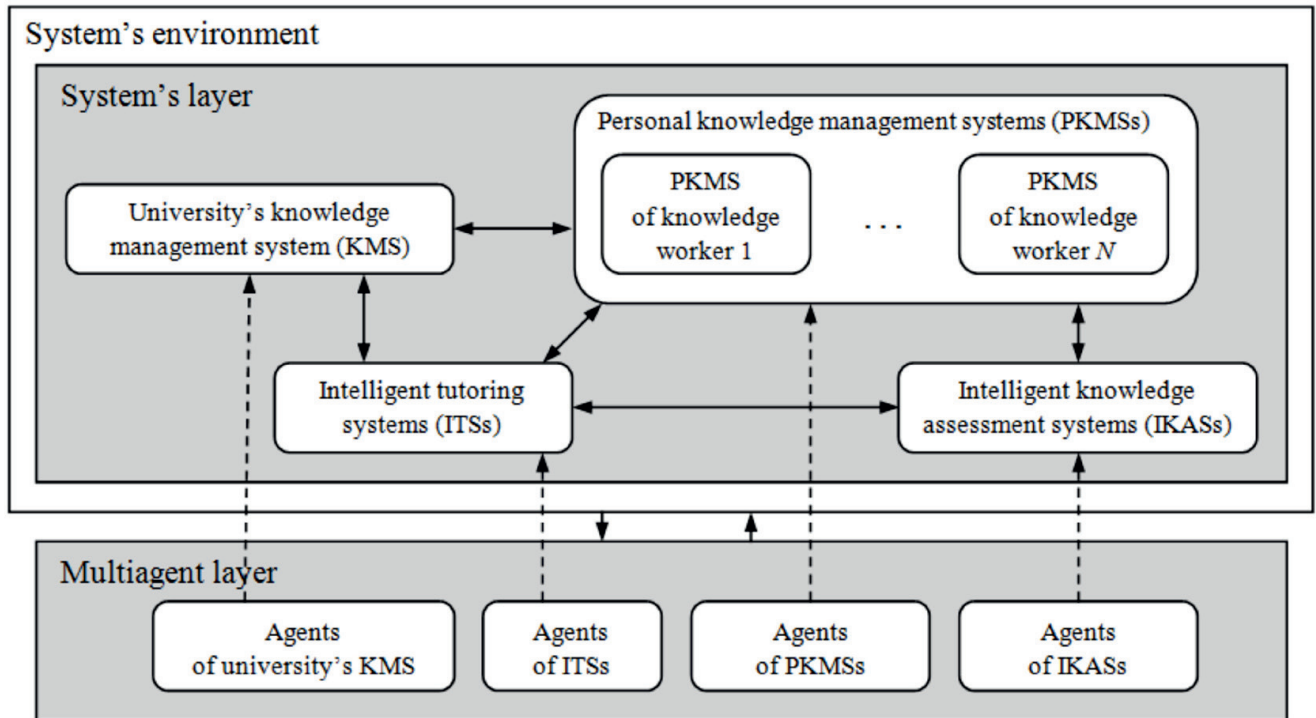 System’s environment
System’s layer
Personal knowledge management systems (PKMSs)
PKMS
of knowledge
worker 1
. . .
PKMS
of knowledge
worker N
University’s knowledge
management system (KMS)
Intelligent tutoring
systems (ITSs)
Intelligent knowledge
assessment systems (IKASs)
Multiagent layer
Agents
of university’s KMS
Agents
of ITSs
Agents
of PKMSs
Agents
of IKASs